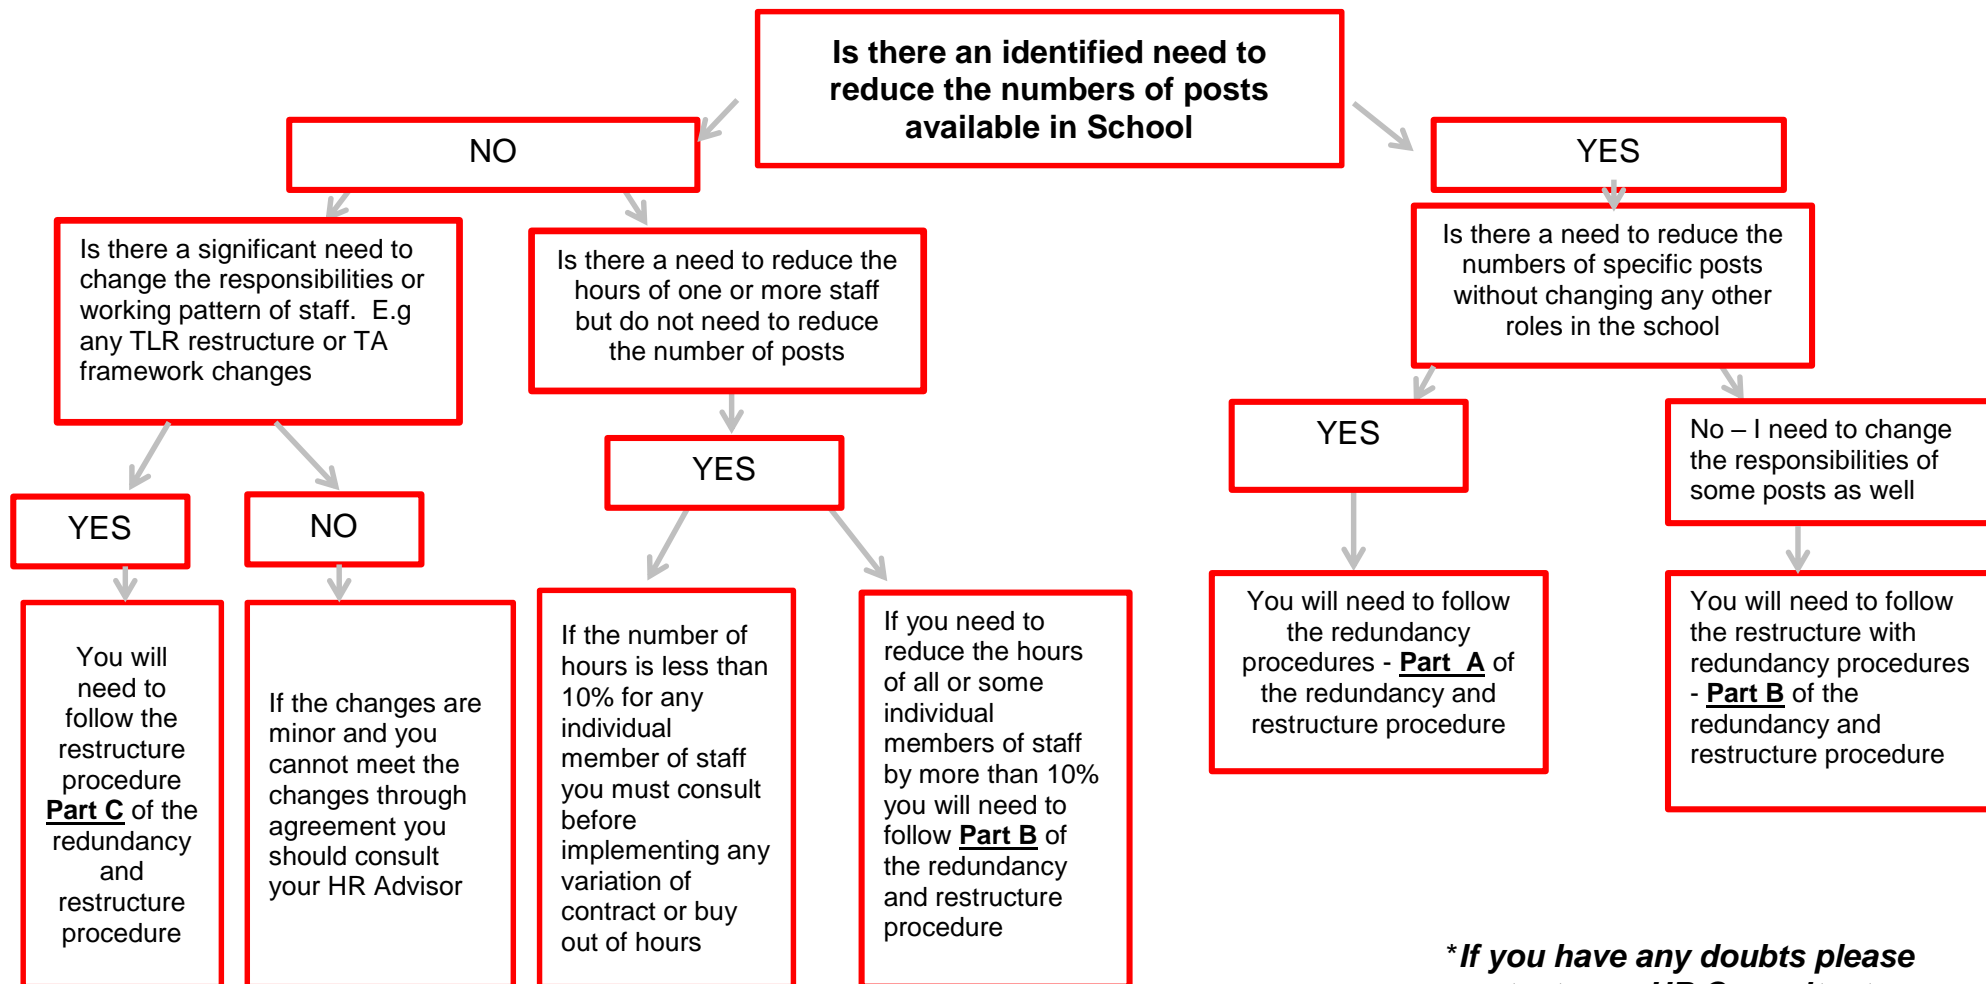 Is there an identified need to
reduce the numbers of posts
available in School
NO
YES
Is there a significant need to
change the responsibilities or
working pattern of staff.  E.g
any TLR restructure or TA
framework changes
Is there a need to reduce the
hours of one or more staff
but do not need to reduce
the number of posts
Is there a need to reduce the
numbers of specific posts
without changing any other
roles in the school
YES
NO
YES
YES
No – I need to change
the responsibilities of
some posts as well
You will
need to
follow the
restructure
procedure
Part C of the
redundancy
and
restructure
procedure
If the changes are
minor and you
cannot meet the
changes through
agreement you
should consult
your HR Advisor
If the number of
hours is less than
10% for any
individual
member of staff
you must consult
before
implementing any
variation of
contract or buy
out of hours
If you need to
reduce the hours
of all or some
individual
members of staff
by more than 10%
you will need to
follow Part B of
the redundancy
and restructure
procedure
You will need to follow
the redundancy
procedures - Part  A of
the redundancy and
restructure procedure
You will need to follow
the restructure with
redundancy procedures
- Part B of the
redundancy and
restructure procedure
*If you have any doubts please